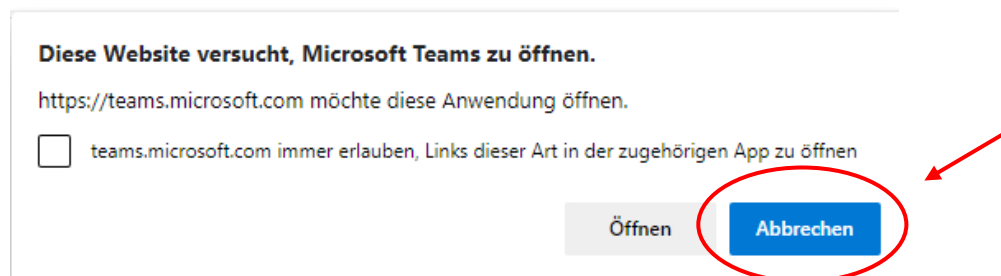 Diese Website versucht, Microsoft Teams zu öffnen.
https://teams.microsoft.com möchte diese Anwendung öffnen.
teams.microsoft.com immer erlauben, Links dieser Art in der zugehörigen App zu öffnen
Öffnen Abbrechen